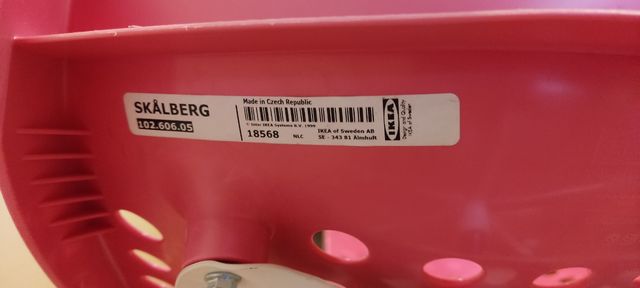 SKÅLBERG
102.606.05
Made in Czech Republic
© Inter IKEA Systems B.V. 1999
18568 NLC
IKEA of Sweden AB
SE - 343 81 Älmhult
IKEA
Design and Quality
IKEA of Sweden